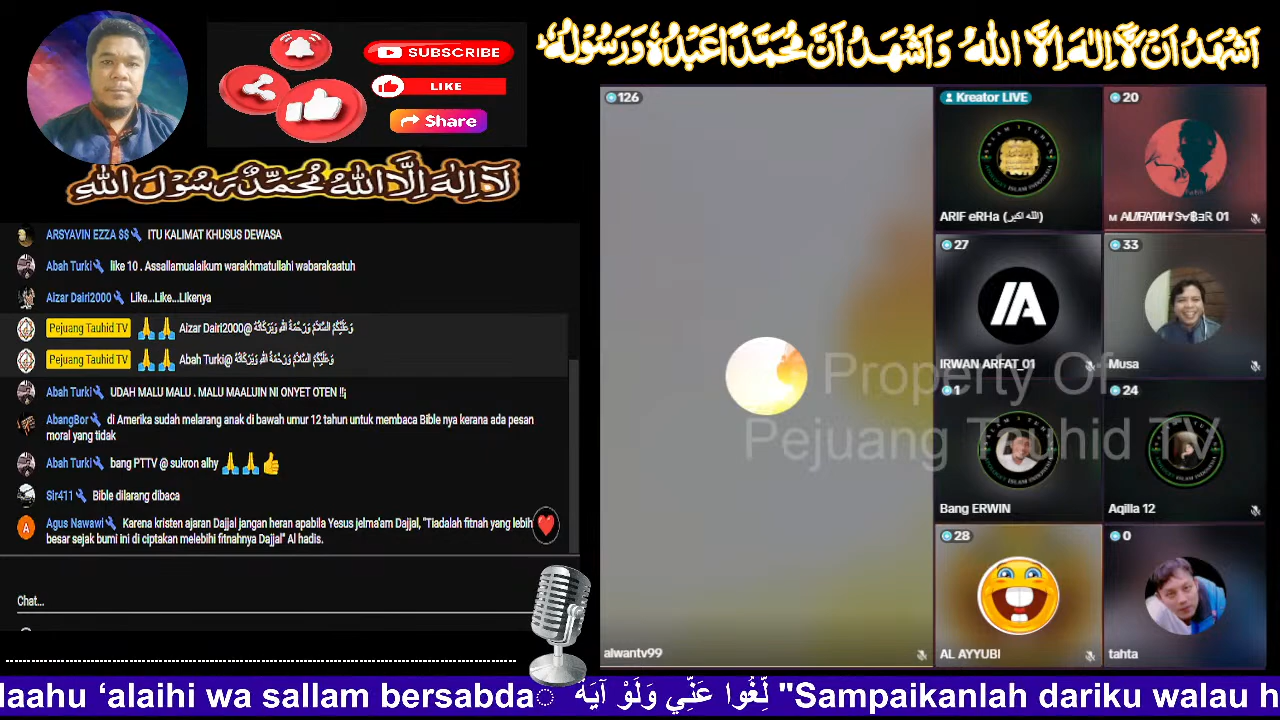 SUBSCRIBE
LIKE
Share
اَشْهَدُ اَنْ لَّا اِلٰهَ اِلَّا اللهُ وَاَشْهَدُ اَنَّ مُحَمَّدًا عَبْدُهُ وَرَسُوْلُهُ
لَآ اِلٰهَ اِلَّا اللهُ مُحَمَّدٌ رَسُوْلُ اللهِ
ARSYAVIN EZZA $$ ITU KALIMAT KHUSUS DEWASA
Abah Turki like 10 . Assallamualaikum warakhmatullahi wabarakaatuh
Aizar Dairi2000 Like...Like...LIkenya
Pejuang Tauhid TV 🙏🙏 Aizar Dairi2000@ وَعَلَيْكُمُ السَّلَامُ وَرَحْمَةُ اللهِ وَبَرَكَاتُهُ
Pejuang Tauhid TV 🙏🙏 Abah Turki@ وَعَلَيْكُمُ السَّلَامُ وَرَحْمَةُ اللهِ وَبَرَكَاتُهُ
Abah Turki UDAH MALU MALU . MALU MAALUIN NI ONYET OTEN !!¡
AbangBor di Amerika sudah melarang anak di bawah umur 12 tahun untuk membaca Bible nya kerana ada pesan
moral yang tidak
Abah Turki bang PTTV @ sukron alhy 🙏🙏👍
Sir411 Bible dilarang dibaca
A Agus Nawawi Karena kristen ajaran Dajjal jangan heran apabila Yesus jelma'am Dajjal, "Tiadalah fitnah yang lebih
besar sejak bumi ini di ciptakan melebihi fitnahnya Dajjal" Al hadis.
Chat...
126
alwantv99
Kreator LIVE
ARIF eRHa (الله اكبر)
20
27
IRWAN ARFAT_01
33
Musa
Property Of
Pejuang Tauhid TV
1
Bang ERWIN
24
Aqilla 12
28
AL AYYUBI
0
tahta
laahu ‘alaihi wa sallam bersabda لِّغُوا عَنِّي وَلَوْ آيَةً "Sampaikanlah dariku walau h